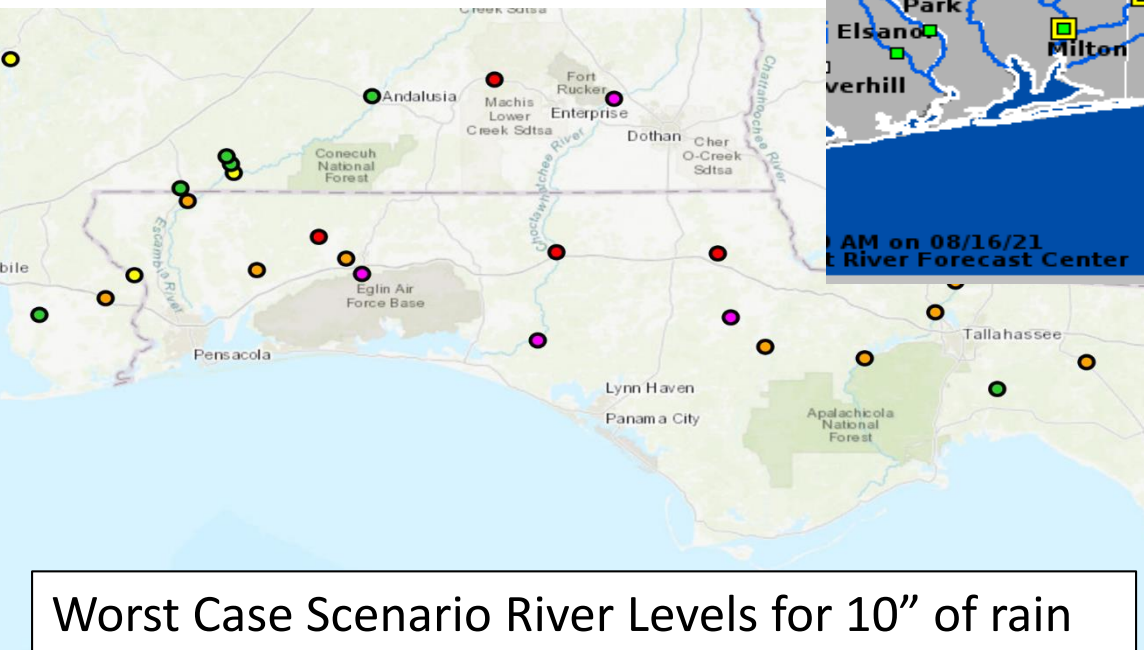 Creek Sdtsa
Park
Elsanor
Milton
verhill
Andalusia
Machis
Lower
Creek Sdtsa
Fort
Rucker
Enterprise
Dothan
Cher
O-Creek
Sdtsa
Chattahoochee River
Conecuh
National
Forest
Choctawhatchee River
Escambia River
bile
Eglin Air
Force Base
AM on 08/16/21
t River Forecast Center
Pensacola
Tallahassee
Lynn Haven
Panama City
Apalachicola
National
Forest
Worst Case Scenario River Levels for 10” of rain